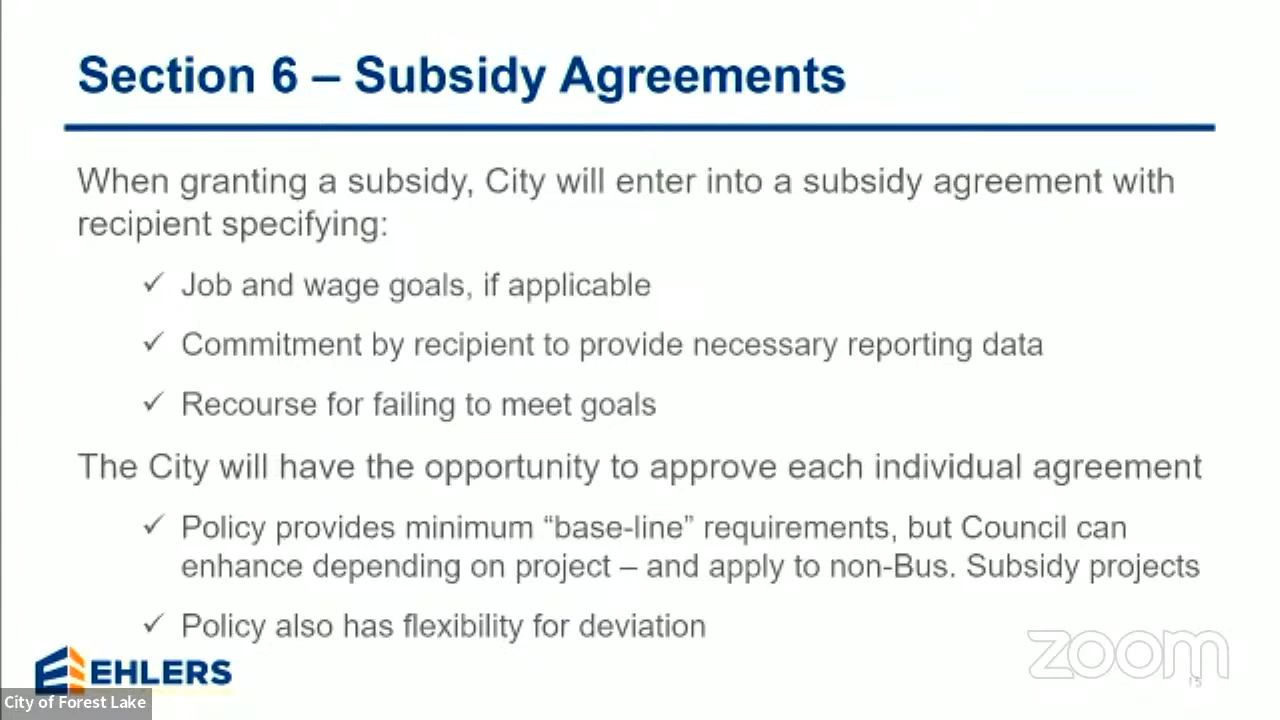 Section 6 – Subsidy Agreements
When granting a subsidy, City will enter into a subsidy agreement with
recipient specifying:
✓ Job and wage goals, if applicable
✓ Commitment by recipient to provide necessary reporting data
✓ Recourse for failing to meet goals
The City will have the opportunity to approve each individual agreement
✓ Policy provides minimum “base-line” requirements, but Council can
enhance depending on project – and apply to non-Bus. Subsidy projects
✓ Policy also has flexibility for deviation
EHLERS
zoom
15
City of Forest Lake